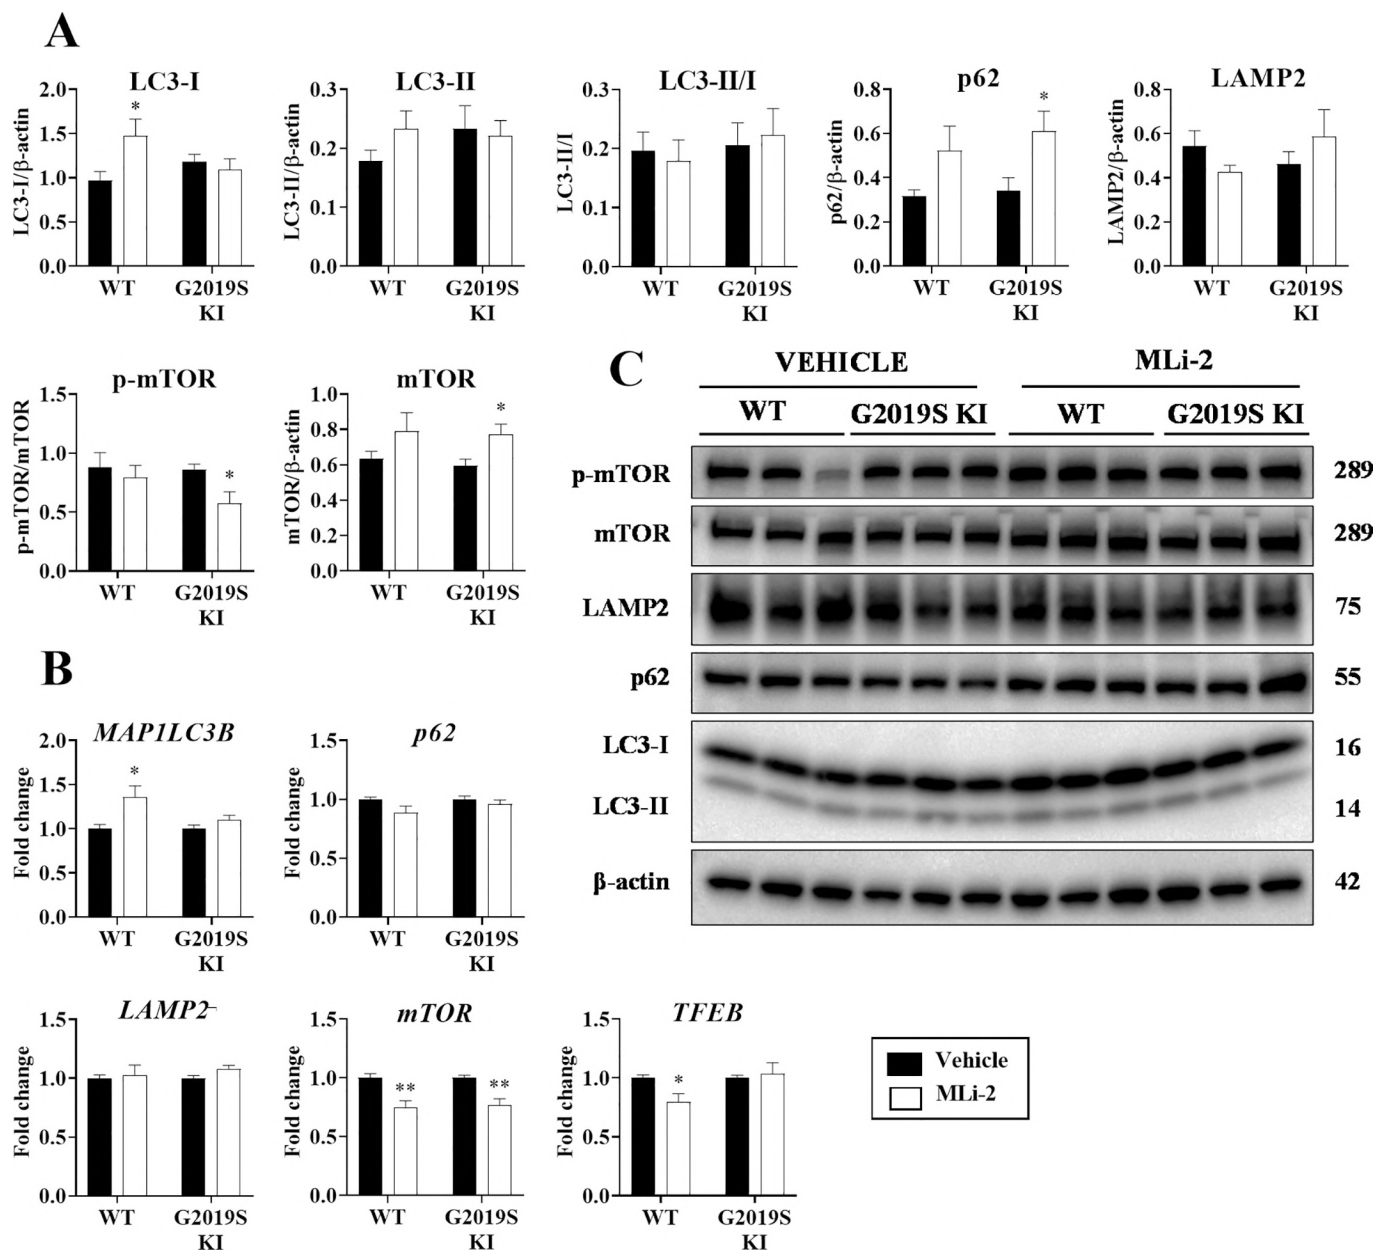 A
LC3-I
LC3-I/β-actin
2.0
1.5
1.0
0.5
0.0
*
WT
G2019S
KI
LC3-II
LC3-II/β-actin
0.3
0.2
0.1
0.0
WT
G2019S
KI
LC3-II/I
LC3-II/I
0.3
0.2
0.1
0.0
WT
G2019S
KI
p62
p62/β-actin
0.8
0.6
0.4
0.2
0.0
*
WT
G2019S
KI
LAMP2
LAMP2/β-actin
0.8
0.6
0.4
0.2
0.0
WT
G2019S
KI
p-mTOR
p-mTOR/mTOR
1.5
1.0
0.5
0.0
*
WT
G2019S
KI
mTOR
mTOR/β-actin
1.0
0.8
0.6
0.4
0.2
0.0
*
WT
G2019S
KI
B
MAP1LC3B
Fold change
2.0
1.5
1.0
0.5
0.0
*
WT
G2019S
KI
p62
Fold change
1.5
1.0
0.5
0.0
WT
G2019S
KI
LAMP2
Fold change
1.5
1.0
0.5
0.0
WT
G2019S
KI
mTOR
Fold change
1.5
1.0
0.5
0.0
**
**
WT
G2019S
KI
TFEB
Fold change
1.5
1.0
0.5
0.0
*
WT
G2019S
KI
C
VEHICLE MLi-2
WT G2019S KI WT G2019S KI
p-mTOR 289
mTOR 289
LAMP2 75
p62 55
LC3-I 16
LC3-II 14
β-actin 42
Vehicle
MLi-2